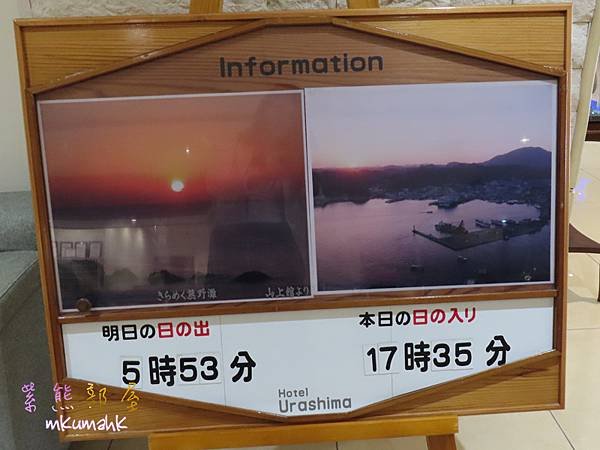 Information
きらめく熊野灘 山上館より
明日の日の出
5時53分
本日の日の入り
17時35分
Hotel
Urashima
紫熊部屋
mkumahk